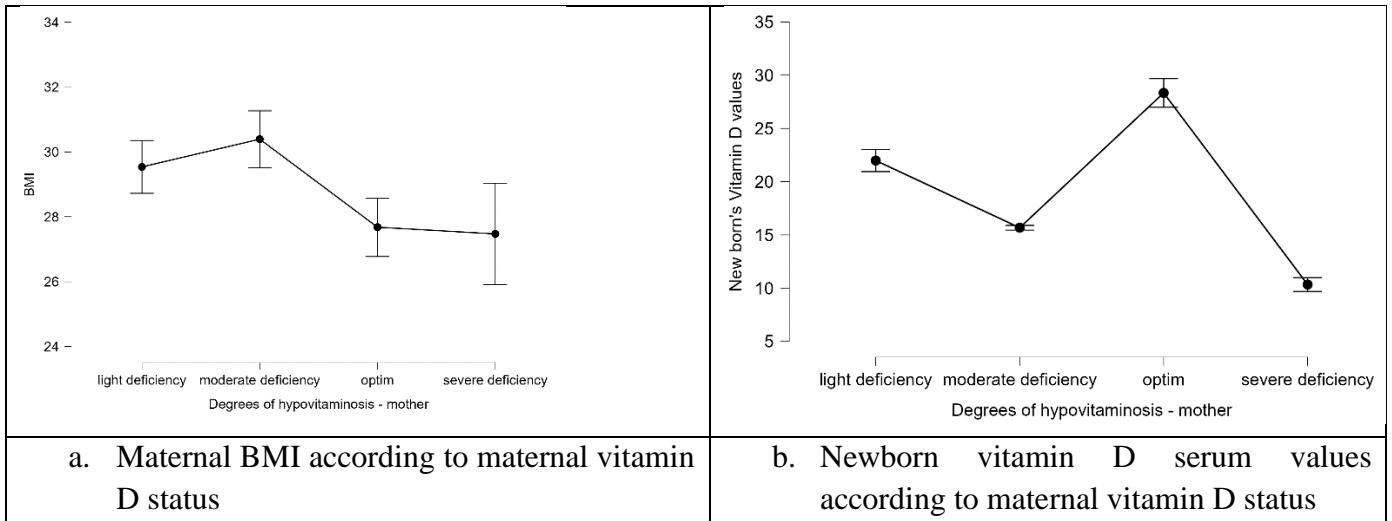 34
32
30
28
26
24
BMI
light deficiency moderate deficiency optim severe deficiency
Degrees of hypovitaminosis - mother
35
30
25
20
15
10
5
New born's Vitamin D values
light deficiency moderate deficiency optim severe deficiency
Degrees of hypovitaminosis - mother
a. Maternal BMI according to maternal vitamin
D status
b. Newborn vitamin D serum values
according to maternal vitamin D status